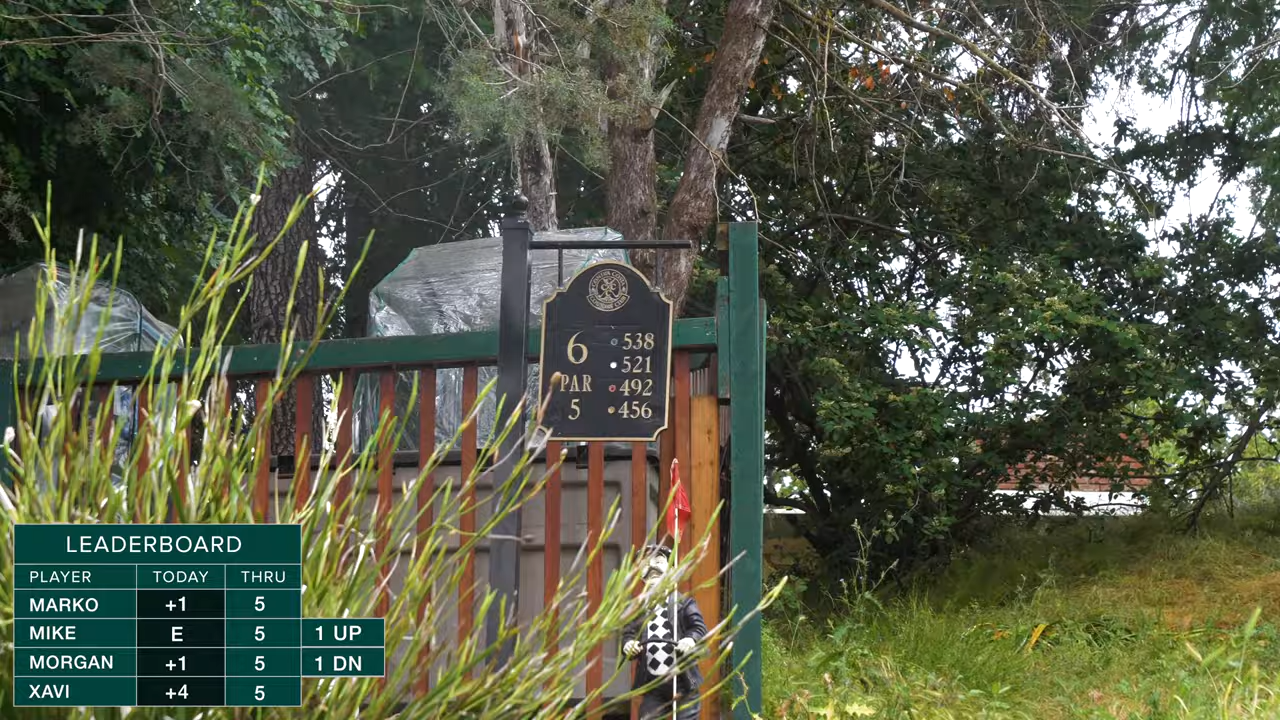 6
PAR
5
538
521
492
456
LEADERBOARD
PLAYER TODAY THRU
MARKO +1 5
MIKE E 5 1 UP
MORGAN +1 5 1 DN
XAVI +4 5